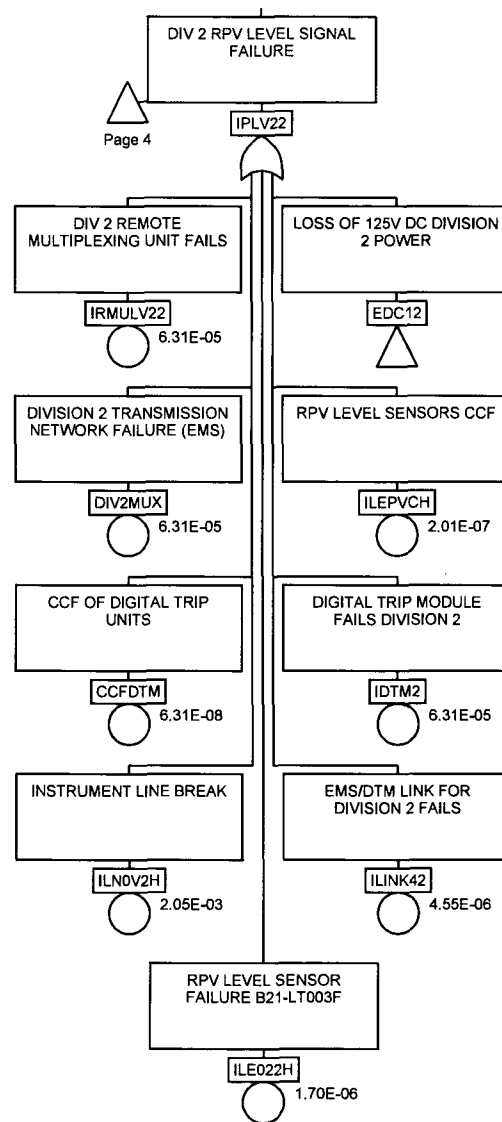 DIV 2 RPV LEVEL SIGNAL
FAILURE
IPLV22
Page 4
DIV 2 REMOTE
MULTIPLEXING UNIT FAILS
IRMULV22
6.31E-05
LOSS OF 125V DC DIVISION
2 POWER
EDC12
DIVISION 2 TRANSMISSION
NETWORK FAILURE (EMS)
DIV2MUX
6.31E-05
RPV LEVEL SENSORS CCF
ILEPVCH
2.01E-07
CCF OF DIGITAL TRIP
UNITS
CCFDTM
6.31E-08
DIGITAL TRIP MODULE
FAILS DIVISION 2
IDTM2
6.31E-05
INSTRUMENT LINE BREAK
ILN0V2H
2.05E-03
EMS/DTM LINK FOR
DIVISION 2 FAILS
ILINK42
4.55E-06
RPV LEVEL SENSOR
FAILURE B21-LT003F
ILE022H
1.70E-06